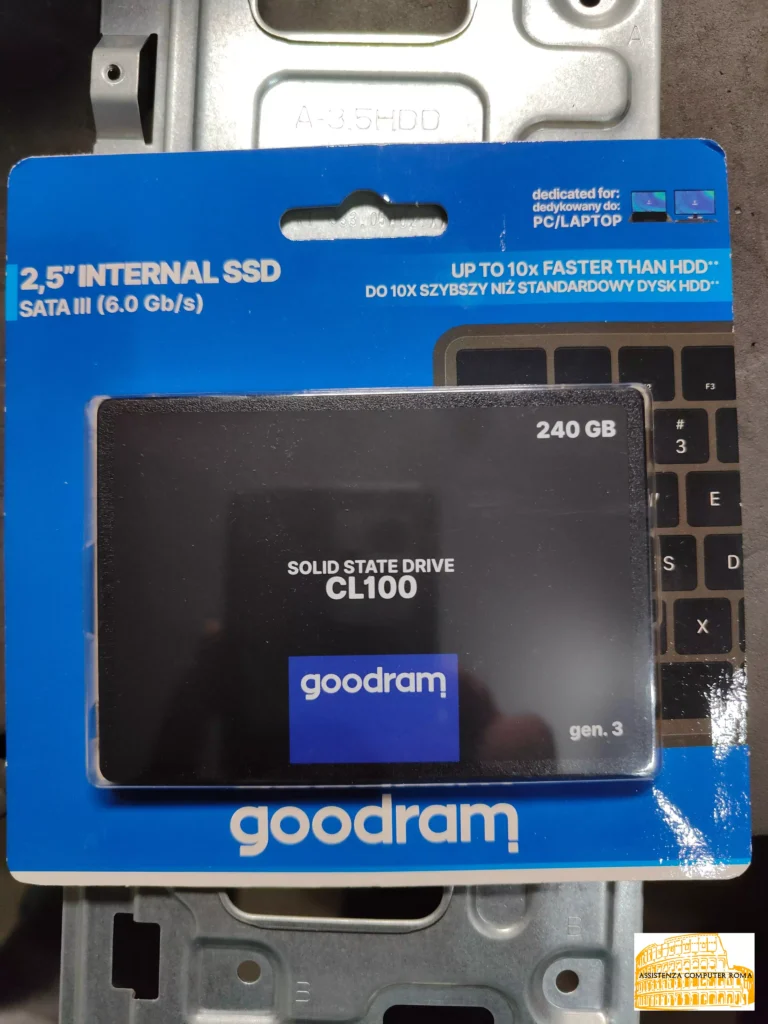 A
A-3.5HDD
dedicated for:
dedykowany do:
PC/LAPTOP
2,5" INTERNAL SSD
SATA III (6.0 Gb/s)
UP TO 10x FASTER THAN HDD**
DO 10X SZYBSZY NIŻ STANDARDOWY DYSK HDD**
F3
#
3
E
S
D
X
240 GB
SOLID STATE DRIVE
CL100
goodram
gen. 3
goodram
B
B
ASSISTENZA COMPUTER ROMA